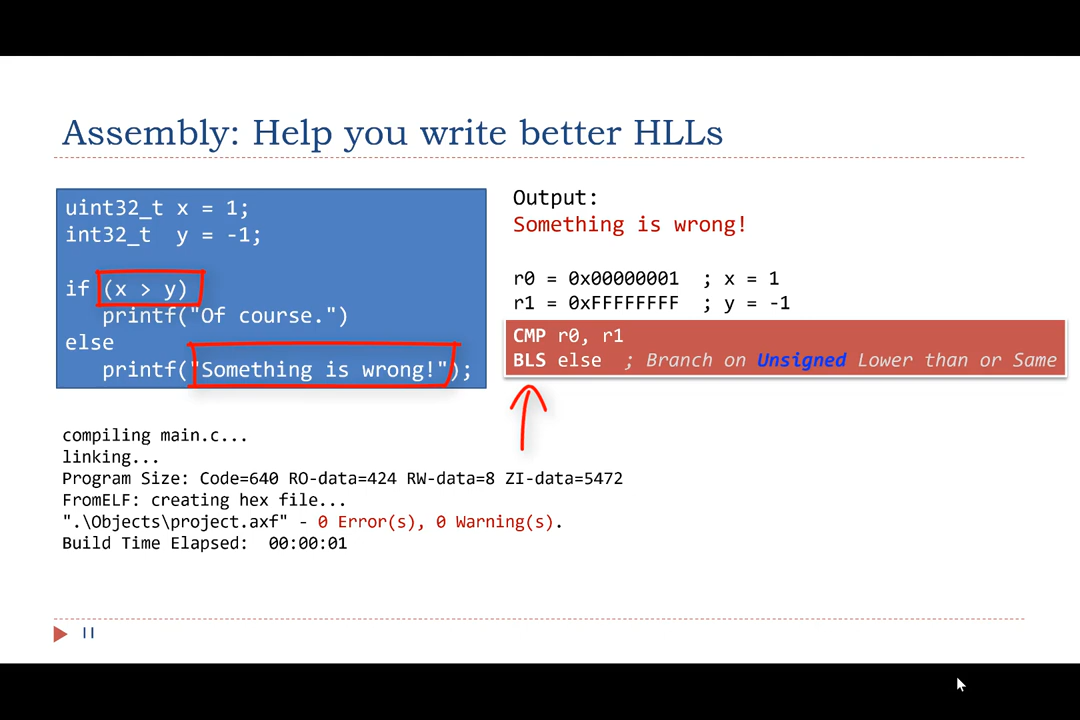 Assembly: Help you write better HLLs
uint32_t x = 1;
int32_t  y = -1;
if (x > y)
printf("Of course.")
else
printf("Something is wrong!");
Output:
Something is wrong!
r0 = 0x00000001  ; x = 1
r1 = 0xFFFFFFFF  ; y = -1
CMP r0, r1
BLS else  ; Branch on Unsigned Lower than or Same
compiling main.c...
linking...
Program Size: Code=640 RO-data=424 RW-data=8 ZI-data=5472
FromELF: creating hex file...
".\Objects\project.axf" - 0 Error(s), 0 Warning(s).
Build Time Elapsed:  00:00:01
11